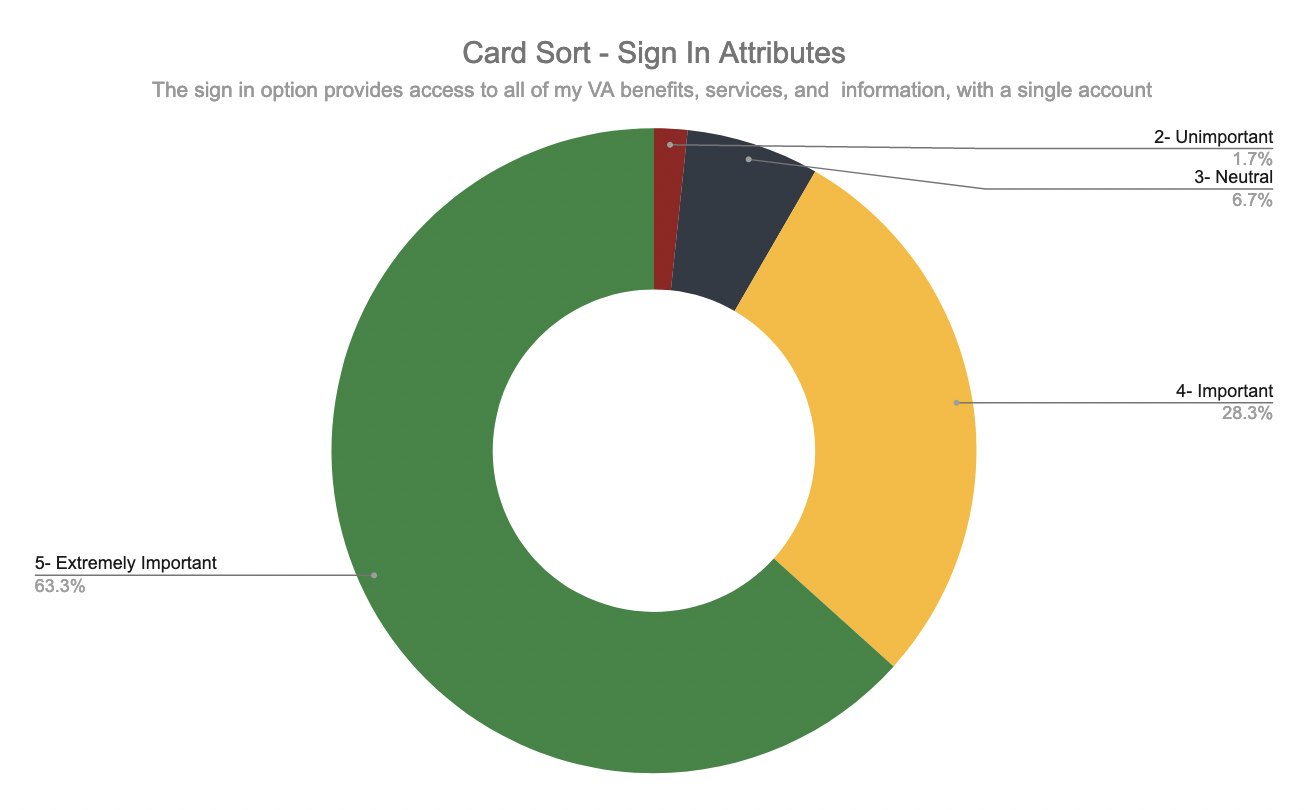 Card Sort - Sign In Attributes
The sign in option provides access to all of my VA benefits, services, and  information, with a single account
2- Unimportant
1.7%
3- Neutral
6.7%
4- Important
28.3%
5- Extremely Important
63.3%